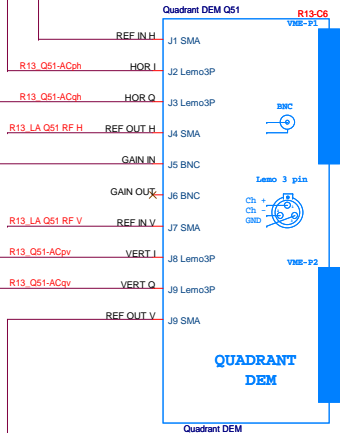 Quadrant DEM Q51
R13-C6
VME-P1
REF IN H
J1 SMA
R13_Q51-ACph
HOR I
J2 Lemo3P
R13_Q51-ACqh
HOR Q
J3 Lemo3P
BNC
R13_LA Q51 RF H
REF OUT H
J4 SMA
GAIN IN
J5 BNC
Lemo 3 pin
GAIN OUT
J6 BNC
Ch +
Ch -
GND
R13_LA Q51 RF V
REF IN V
J7 SMA
R13_Q51-ACpv
VERT I
J8 Lemo3P
VME-P2
R13_Q51-ACqv
VERT Q
J9 Lemo3P
REF OUT V
J9 SMA
QUADRANT
DEM
Quadrant DEM